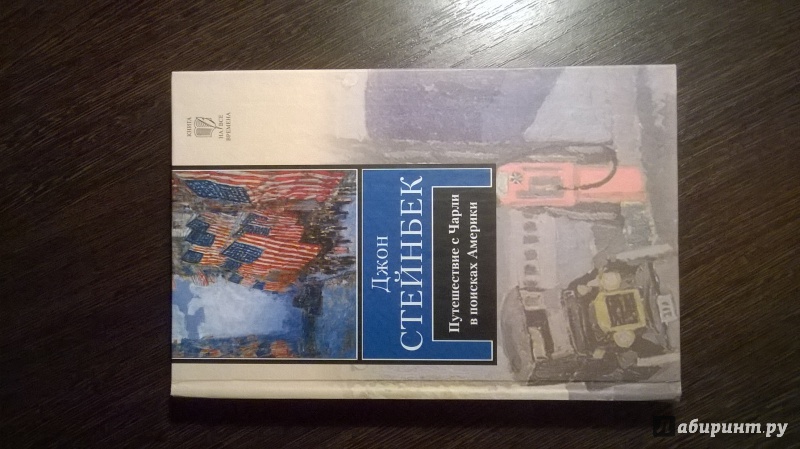 КНИГА
НА ВСЕ
ВРЕМЕНА
Джон
СТЕЙНБЕК
Путешествие с Чарли
в поисках Америки
Лабиринт.ру